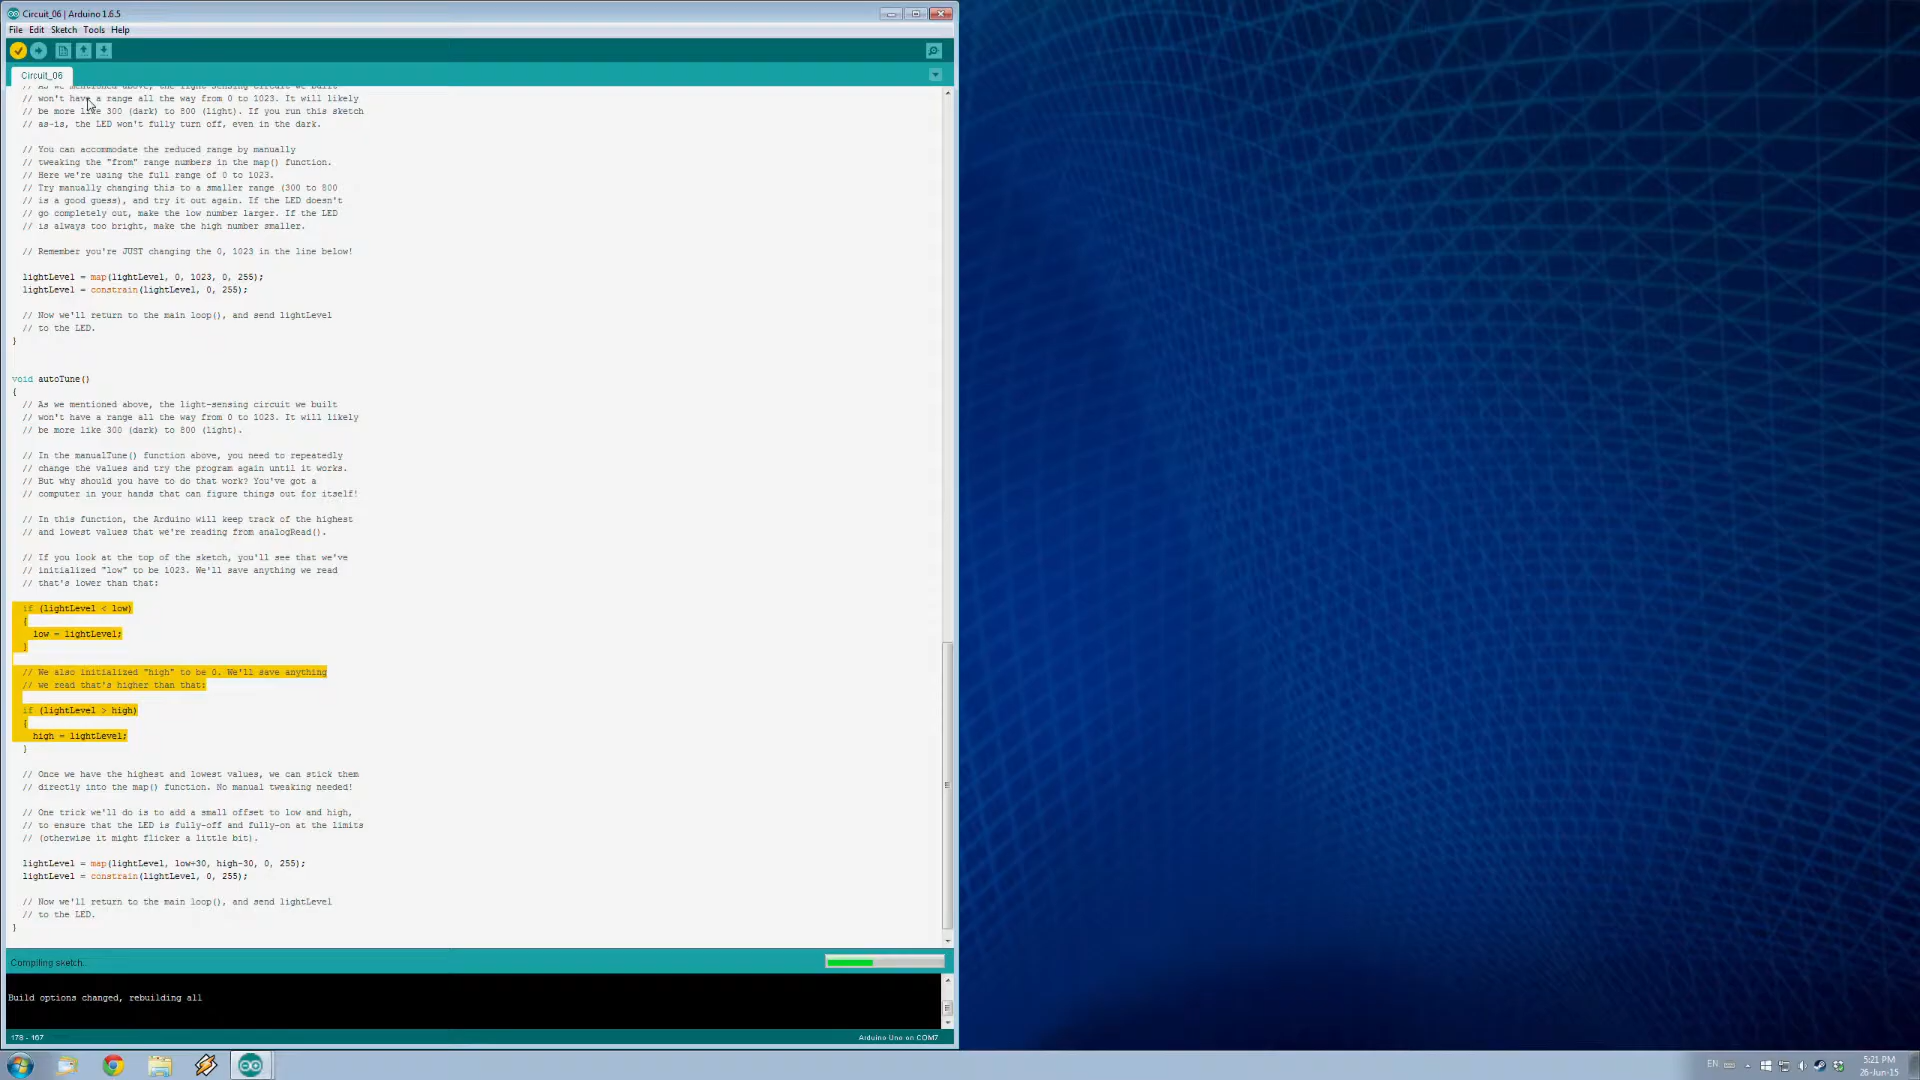 Circuit_06 | Arduino 1.6.5
File Edit Sketch Tools Help
Circuit_06
// As we mentioned above, the light-sensing circuit we built
// won't have a range all the way from 0 to 1023. It will likely
// be more like 300 (dark) to 800 (light). If you run this sketch
// as-is, the LED won't fully turn off, even in the dark.
// You can accommodate the reduced range by manually
// tweaking the "from" range numbers in the map() function.
// Here we're using the full range of 0 to 1023.
// Try manually changing this to a smaller range (300 to 800
// is a good guess), and try it out again. If the LED doesn't
// go completely out, make the low number larger. If the LED
// is always too bright, make the high number smaller.
// Remember you're JUST changing the 0, 1023 in the line below!
lightLevel = map(lightLevel, 0, 1023, 0, 255);
lightLevel = constrain(lightLevel, 0, 255);
// Now we'll return to the main loop(), and send lightLevel
// to the LED.
}
void autoTune()
{
// As we mentioned above, the light-sensing circuit we built
// won't have a range all the way from 0 to 1023. It will likely
// be more like 300 (dark) to 800 (light).
// In the manualTune() function above, you need to repeatedly
// change the values and try the program again until it works.
// But why should you have to do that work? You've got a
// computer in your hands that can figure things out for itself!
// In this function, the Arduino will keep track of the highest
// and lowest values that we're reading from analogRead().
// If you look at the top of the sketch, you'll see that we've
// initialized "low" to be 1023. We'll save anything we read
// that's lower than that:
if (lightLevel < low)
{
low = lightLevel;
}
// We also initialized "high" to be 0. We'll save anything
// we read that's higher than that:
if (lightLevel > high)
{
high = lightLevel;
}
// Once we have the highest and lowest values, we can stick them
// directly into the map() function. No manual tweaking needed!
// One trick we'll do is to add a small offset to low and high,
// to ensure that the LED is fully-off and fully-on at the limits
// (otherwise it might flicker a little bit).
lightLevel = map(lightLevel, low+30, high-30, 0, 255);
lightLevel = constrain(lightLevel, 0, 255);
// Now we'll return to the main loop(), and send lightLevel
// to the LED.
}
Compiling sketch...
Build options changed, rebuilding all
178 - 167
Arduino Uno on COM7
EN
5:21 PM
26-Jun-15